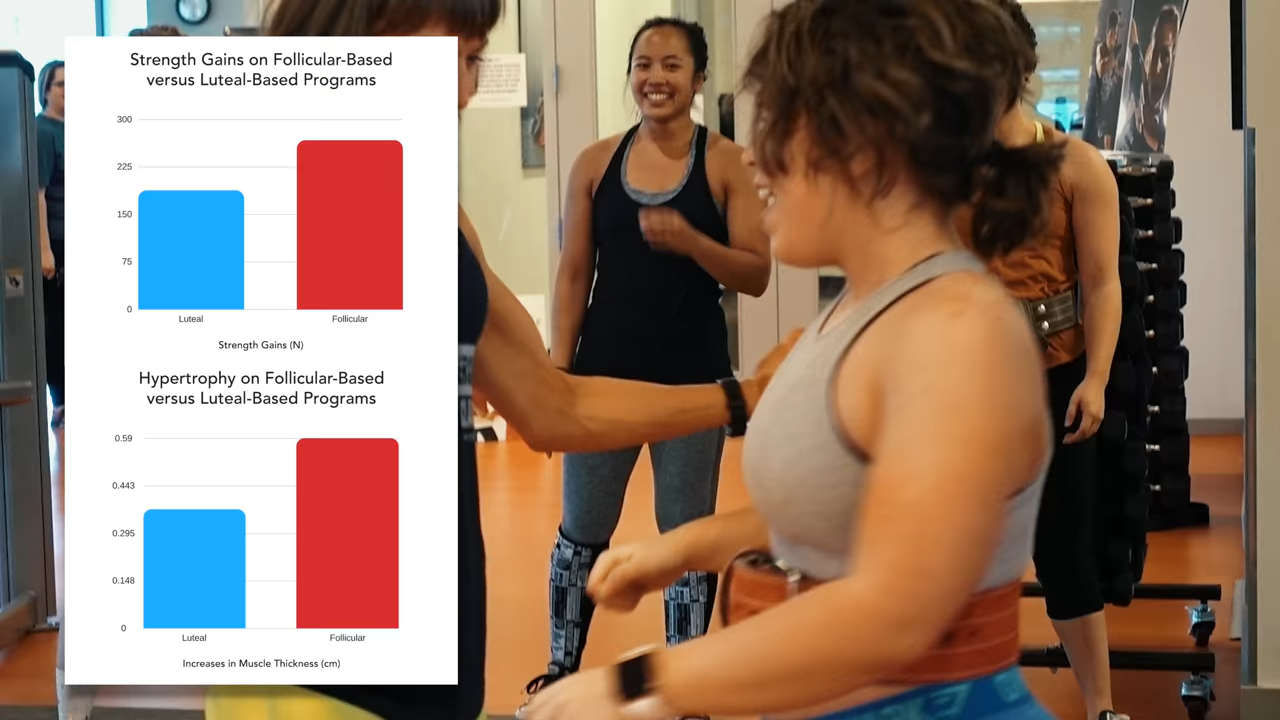 Strength Gains on Follicular-Based
versus Luteal-Based Programs
300
225
150
75
0
Luteal
Follicular
Strength Gains (N)
Hypertrophy on Follicular-Based
versus Luteal-Based Programs
0.59
0.443
0.295
0.148
0
Luteal
Follicular
Increases in Muscle Thickness (cm)